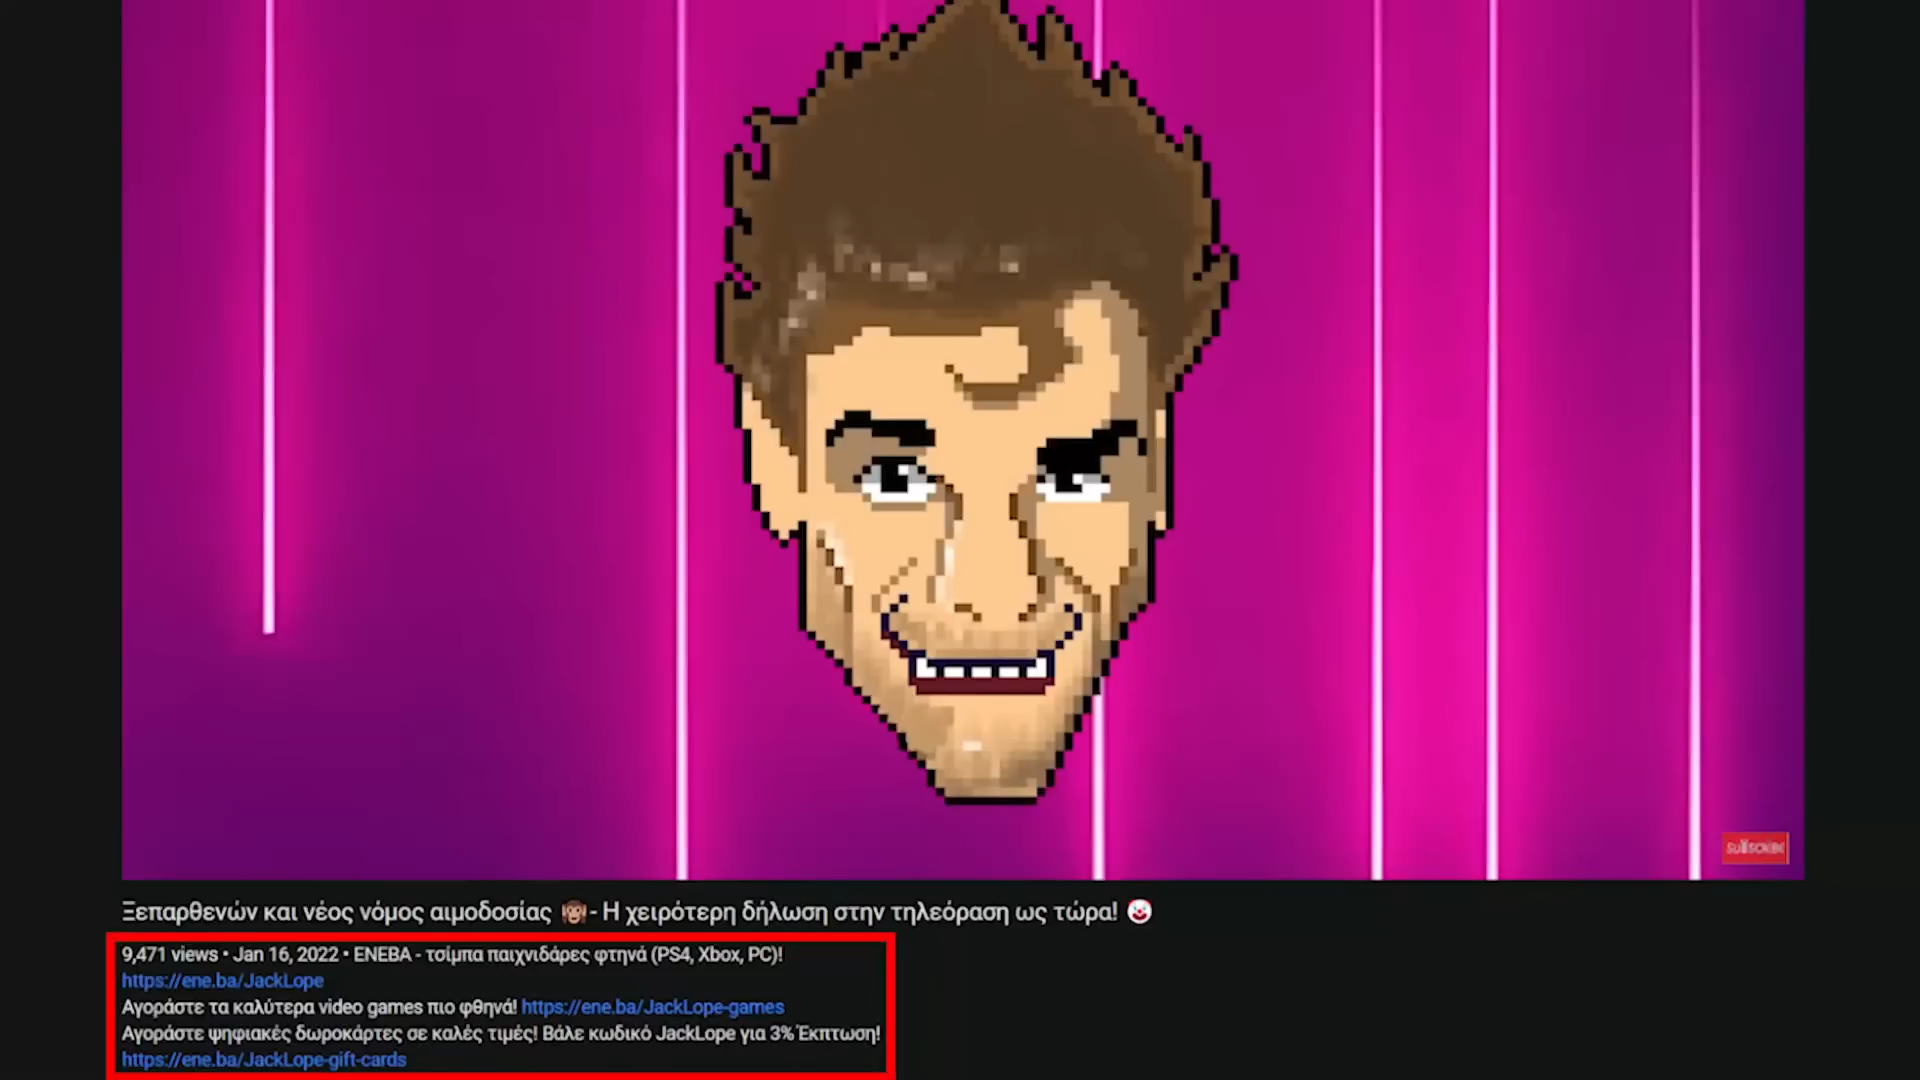 SUBSCRIBE
Ξεπαρθενών και νέος νόμος αιμοδοσίας 🙉 - Η χειρότερη δήλωση στην τηλεόραση ως τώρα! 🤡
9,471 views • Jan 16, 2022 • ENEBA - τσίμπα παιχνιδάρες φτηνά (PS4, Xbox, PC)!
https://ene.ba/JackLope
Αγοράστε τα καλύτερα video games πιο φθηνά! https://ene.ba/JackLope-games
Αγοράστε ψηφιακές δωροκάρτες σε καλές τιμές! Βάλε κωδικό JackLope για 3% Έκπτωση!
https://ene.ba/JackLope-gift-cards